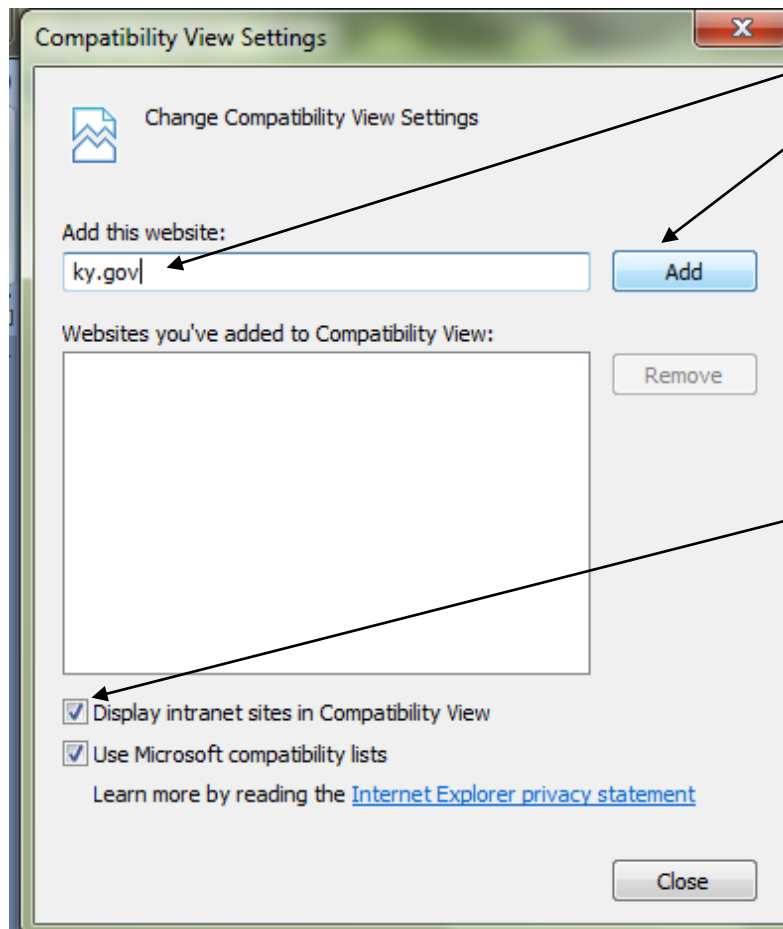 Compatibility View Settings
Change Compatibility View Settings
Add this website:
ky.gov
Add
Websites you've added to Compatibility View:
Remove
Display intranet sites in Compatibility View
Use Microsoft compatibility lists
Learn more by reading the Internet Explorer privacy statement
Close